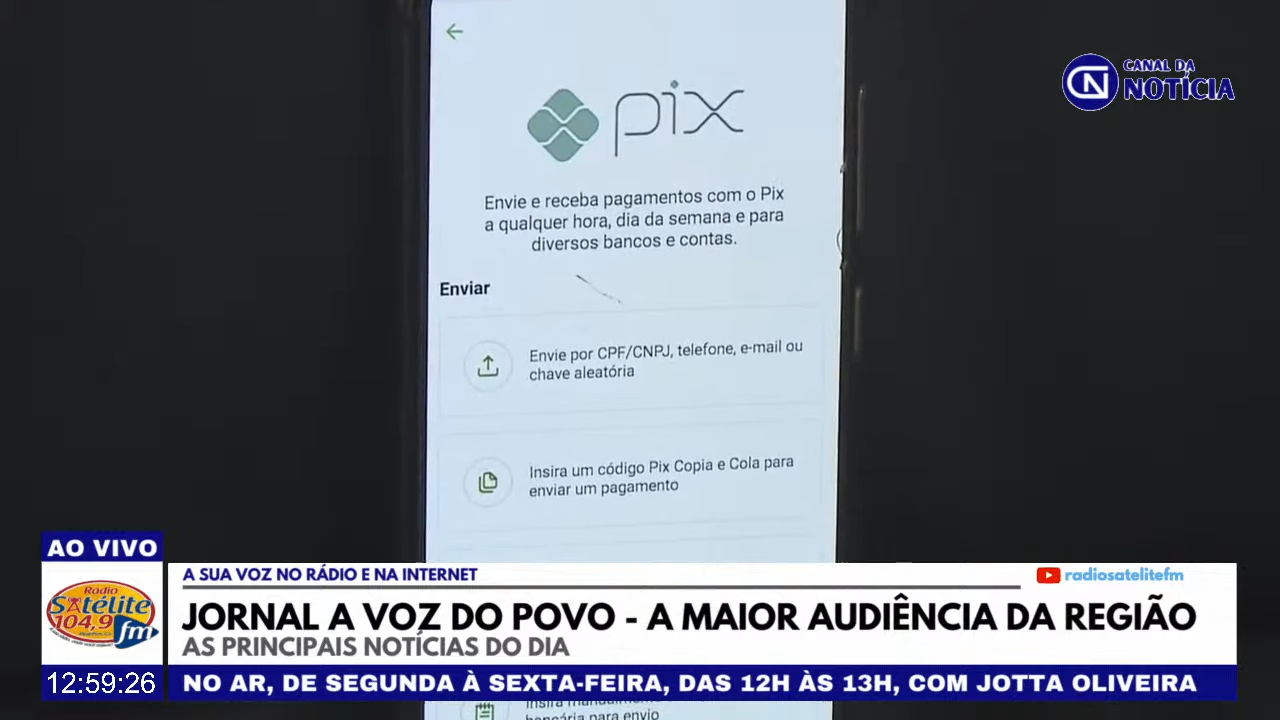 pix
Envie e receba pagamentos com o Pix
a qualquer hora, dia da semana e para
diversos bancos e contas.
Enviar
Envie por CPF/CNPJ, telefone, e-mail ou
chave aleatória
Insira um código Pix Copia e Cola para
enviar um pagamento
CANAL DA
CN NOTÍCIA
AO VIVO
A SUA VOZ NO RÁDIO E NA INTERNET
radiosatelitefm
Rádio
Satélite
104,9
fm
JORNAL A VOZ DO POVO - A MAIOR AUDIÊNCIA DA REGIÃO
AS PRINCIPAIS NOTÍCIAS DO DIA
12:59:26
NO AR, DE SEGUNDA À SEXTA-FEIRA, DAS 12H ÀS 13H, COM JOTTA OLIVEIRA
bancária para envio